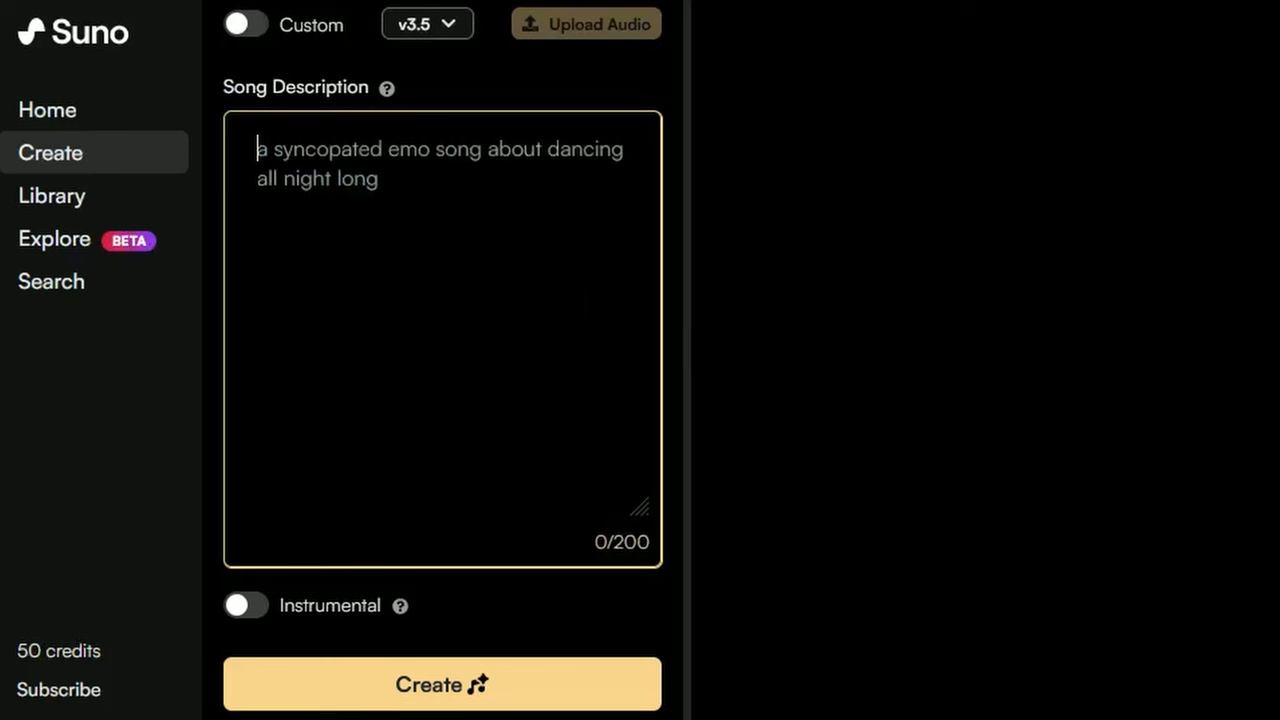 Suno
Home
Create
Library
Explore BETA
Search
50 credits
Subscribe
Custom
v3.5
Upload Audio
Song Description ?
a syncopated emo song about dancing
all night long
0/200
Instrumental ?
Create